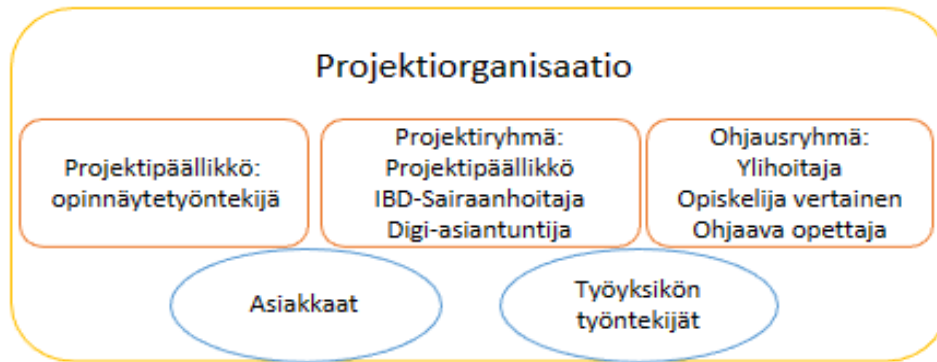 Projektiorganisaatio
Projektipäällikkö:
opinnäytetyöntekijä
Projektiryhmä:
Projektipäällikkö
IBD-Sairaanhoitaja
Digi-asiantuntija
Ohjausryhmä:
Ylihoitaja
Opiskelija vertainen
Ohjaava opettaja
Asiakkaat
Työyksikön
työntekijät